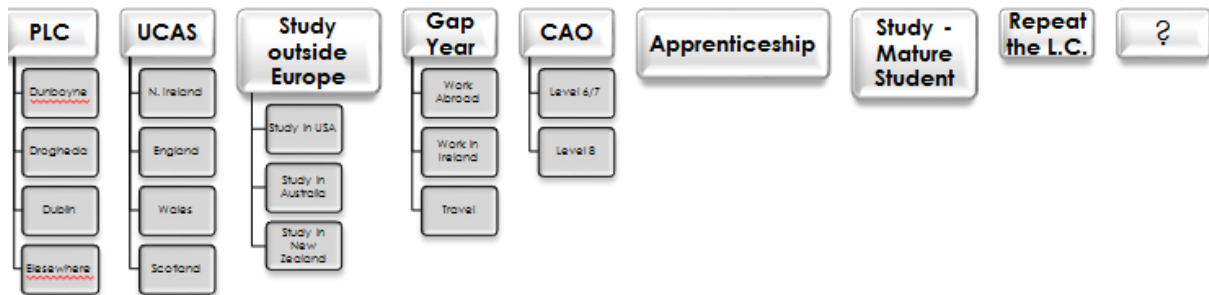 PLC
Dunboyne
Drogheda
Dublin
Elesewhere
UCAS
N. Ireland
England
Wales
Scotland
Study
outside
Europe
Study in USA
Study in
Australia
Study in
New
Zealand
Gap
Year
Work
Abroad
Work in
Ireland
Travel
CAO
Level 6/7
Level 8
Apprenticeship
Study -
Mature
Student
Repeat
the L.C.
?